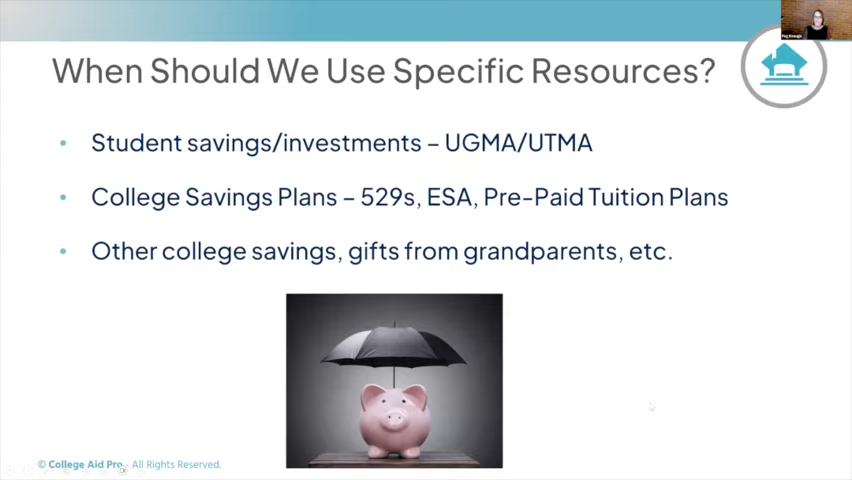 When Should We Use Specific Resources?
• Student savings/investments – UGMA/UTMA
• College Savings Plans – 529s, ESA, Pre-Paid Tuition Plans
• Other college savings, gifts from grandparents, etc.
© College Aid Pro - All Rights Reserved.